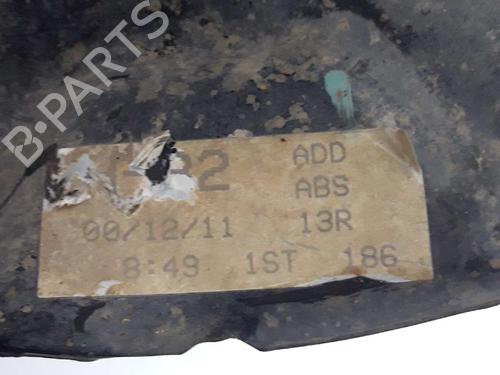 B-PARTS
ADD
ABS
00/12/11 13R
8:49 1ST 186